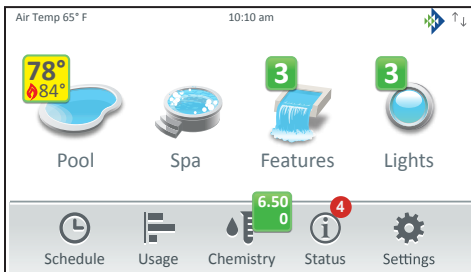 Air Temp 65° F
10:10 am
78°
84°
3
3
Pool
Spa
Features
Lights
6.50
0
4
Schedule
Usage
Chemistry
Status
Settings